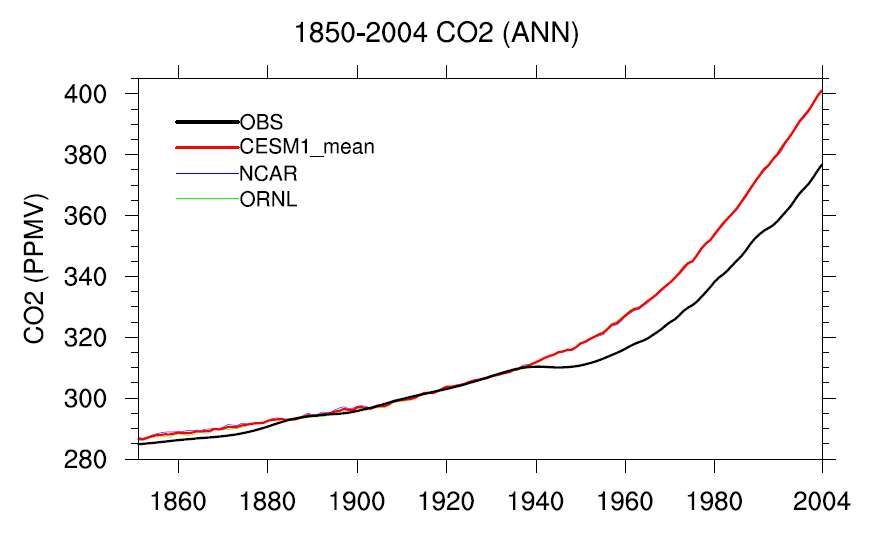 1850-2004 CO2 (ANN)
CO2 (PPMV)
400
380
360
340
320
300
280
OBS
CESM1_mean
NCAR
ORNL
1860 1880 1900 1920 1940 1960 1980 2004